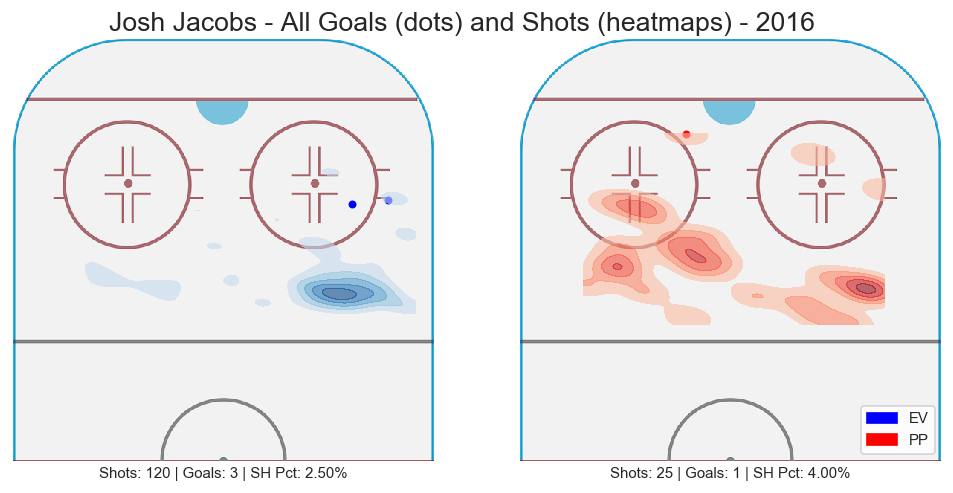 Josh Jacobs - All Goals (dots) and Shots (heatmaps) - 2016
EV
PP
Shots: 120 | Goals: 3 | SH Pct: 2.50%
Shots: 25 | Goals: 1 | SH Pct: 4.00%